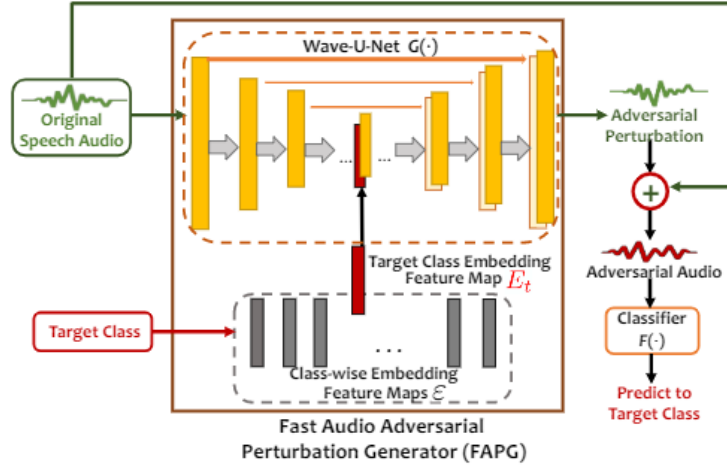 Wave-U-Net G(·)
Original
Speech Audio
Adversarial
Perturbation
... ...
+
Target Class Embedding
Feature Map E_t
Adversarial Audio
Target Class
Classifier
F(·)
...
Class-wise Embedding
Feature Maps ℰ
Predict to
Target Class
Fast Audio Adversarial
Perturbation Generator (FAPG)